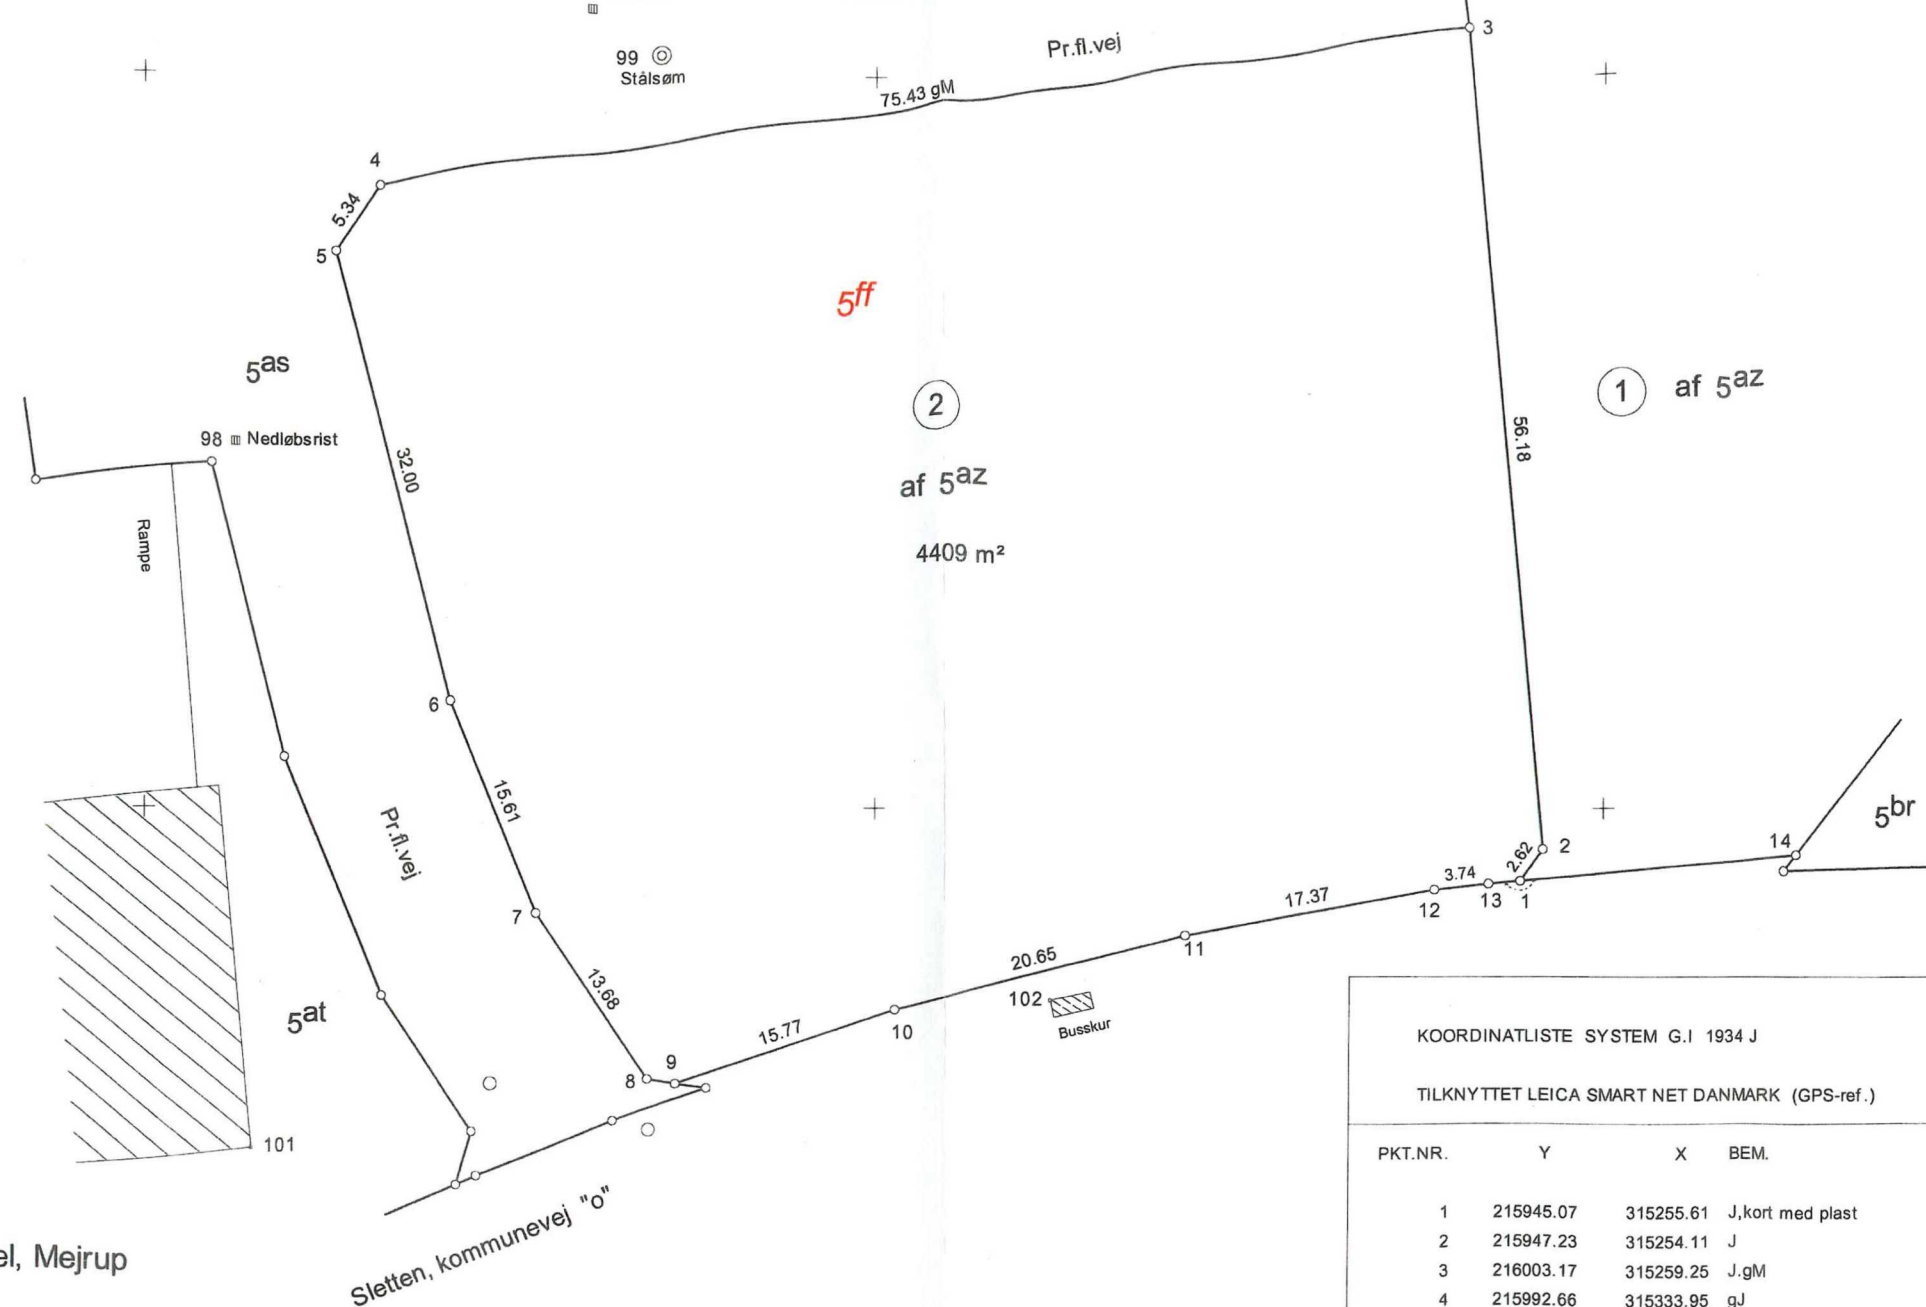 3
Pr.fl.vej
99
Stålsøm
75.43 gM
4
5.34
5
5ff
5as
2
1 af 5az
98 Nedløbsrist
32.00
56.18
af 5az
Rampe
4409 m²
6
15.61
Pr.fl.vej
5br
14
2.62
2
3.74
17.37
12
13
1
7
11
20.65
13.68
102
Busskur
5at
15.77
10
9
8
101
KOORDINATLISTE SYSTEM G.I 1934 J
TILKNYTTET LEICA SMART NET DANMARK (GPS-ref.)
PKT.NR. Y X BEM.
1 215945.07 315255.61 J,kort med plast
2 215947.23 315254.11 J
3 216003.17 315259.25 J.gM
4 215992.66 315333.95 gJ
Sletten, kommunevej "o"
el, Mejrup